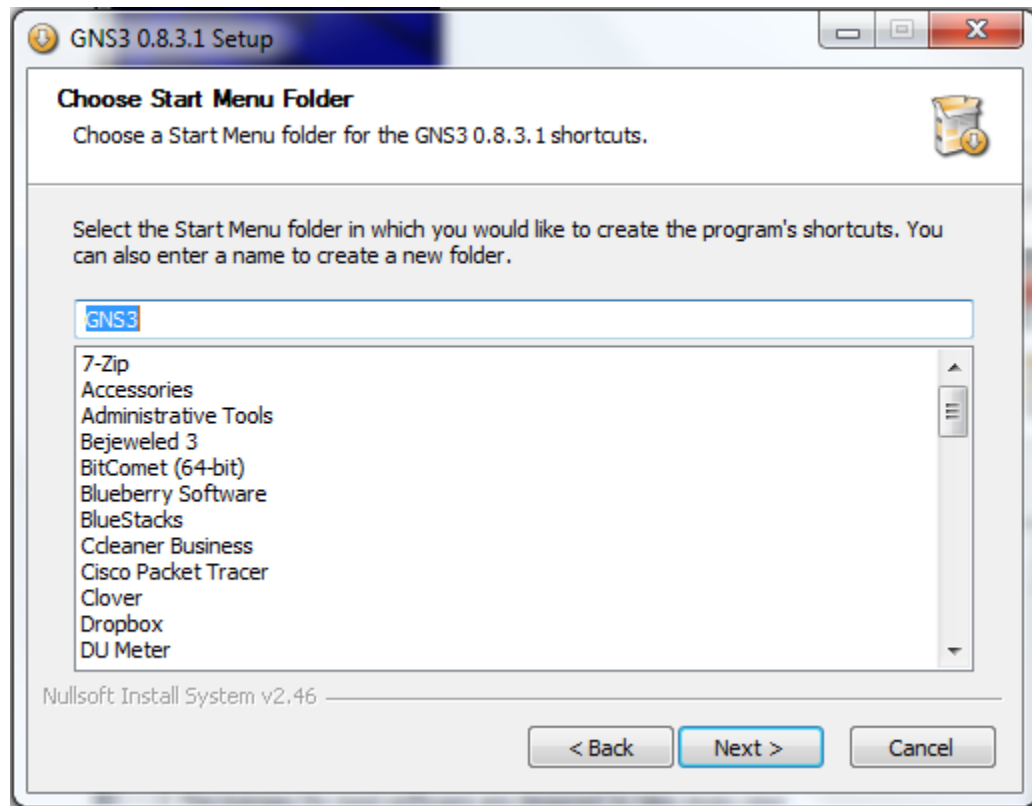 GNS3 0.8.3.1 Setup
Choose Start Menu Folder
Choose a Start Menu folder for the GNS3 0.8.3.1 shortcuts.
Select the Start Menu folder in which you would like to create the program's shortcuts. You
can also enter a name to create a new folder.
GNS3
7-Zip
Accessories
Administrative Tools
Bejeweled 3
BitComet (64-bit)
Blueberry Software
BlueStacks
Ccleaner Business
Cisco Packet Tracer
Clover
Dropbox
DU Meter
Nullsoft Install System v2.46
< Back
Next >
Cancel